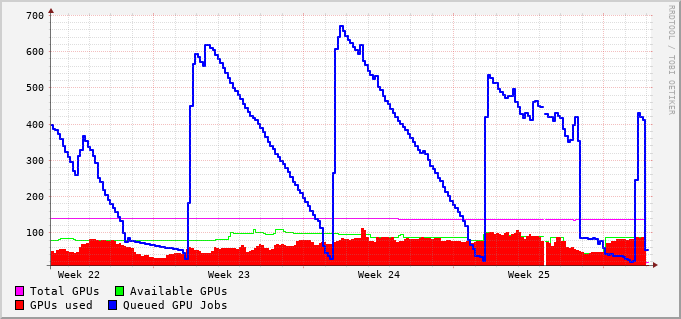 700
600
500
400
300
200
100
Week 22 Week 23 Week 24 Week 25
Total GPUs Available GPUs
GPUs used Queued GPU Jobs
RRDTOOL / TOBI OETIKER